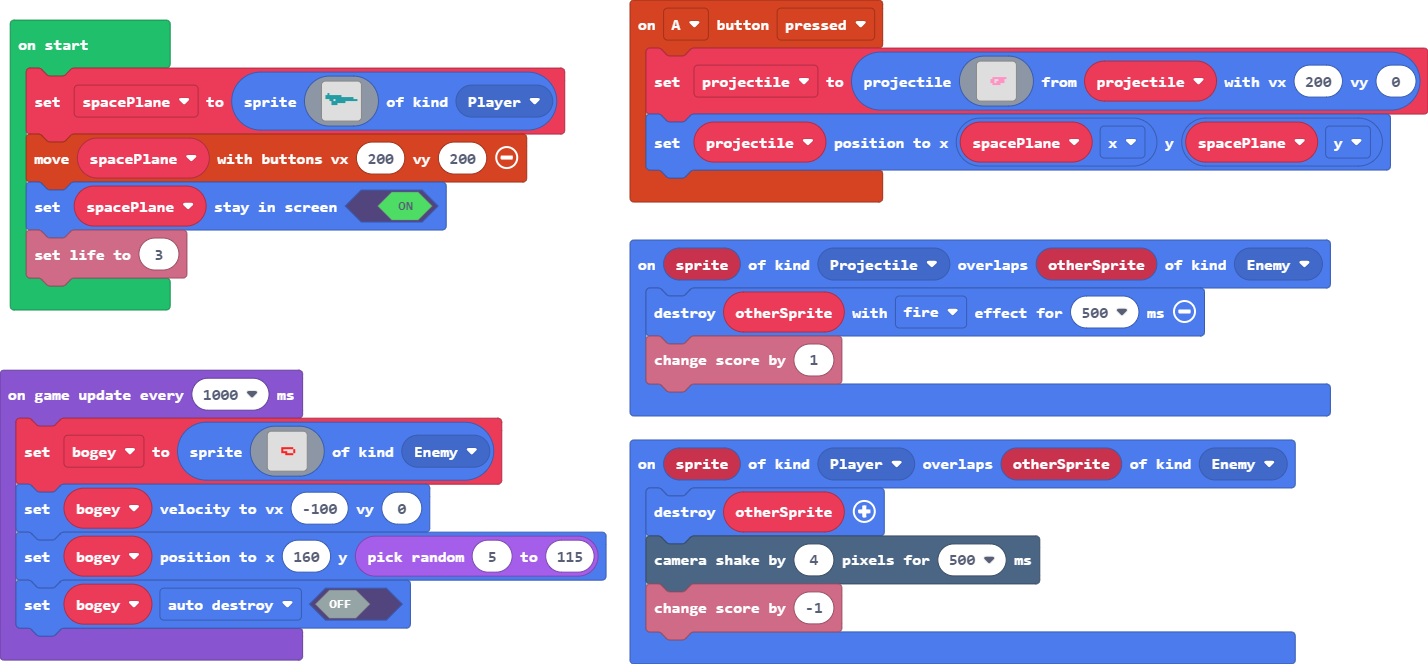 on start
set spacePlane to sprite of kind Player
move spacePlane with buttons vx 200 vy 200
set spacePlane stay in screen ON
set life to 3
on game update every 1000 ms
set bogey to sprite of kind Enemy
set bogey velocity to vx -100 vy 0
set bogey position to x 160 y pick random 5 to 115
set bogey auto destroy OFF
on A button pressed
set projectile to projectile from projectile with vx 200 vy 0
set projectile position to x spacePlane x y spacePlane y
on sprite of kind Projectile overlaps otherSprite of kind Enemy
destroy otherSprite with fire effect for 500 ms
change score by 1
on sprite of kind Player overlaps otherSprite of kind Enemy
destroy otherSprite
camera shake by 4 pixels for 500 ms
change score by -1